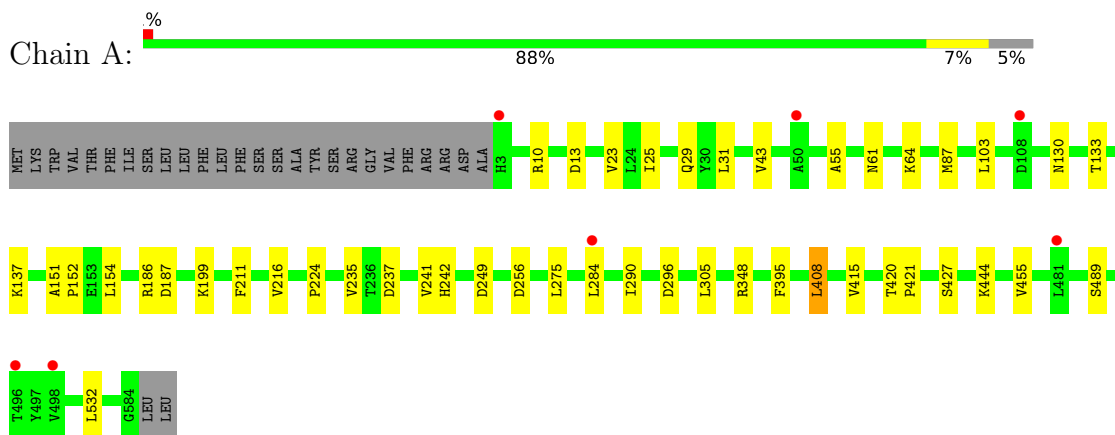 .%
Chain A:
88% 7% 5%
MET LYS TRP VAL THR PHE ILE SER LEU LEU PHE LEU PHE SER SER ALA TYR SER ARG GLY VAL PHE ARG ARG ASP ALA H3 R10 D13 V23 L24 I25 Q29 Y30 L31 V43 A50 A55 N61 K64 M87 L103 D108 N130 T133
K137 A151 P152 E153 L154 R186 D187 K199 F211 V216 P224 V235 T236 D237 V241 H242 D249 D256 L275 L284 I290 D296 L305 R348 F395 L408 V415 T420 P421 S427 K444 V455 L481 S489
T496 Y497 V498 L532 G584 LEU LEU